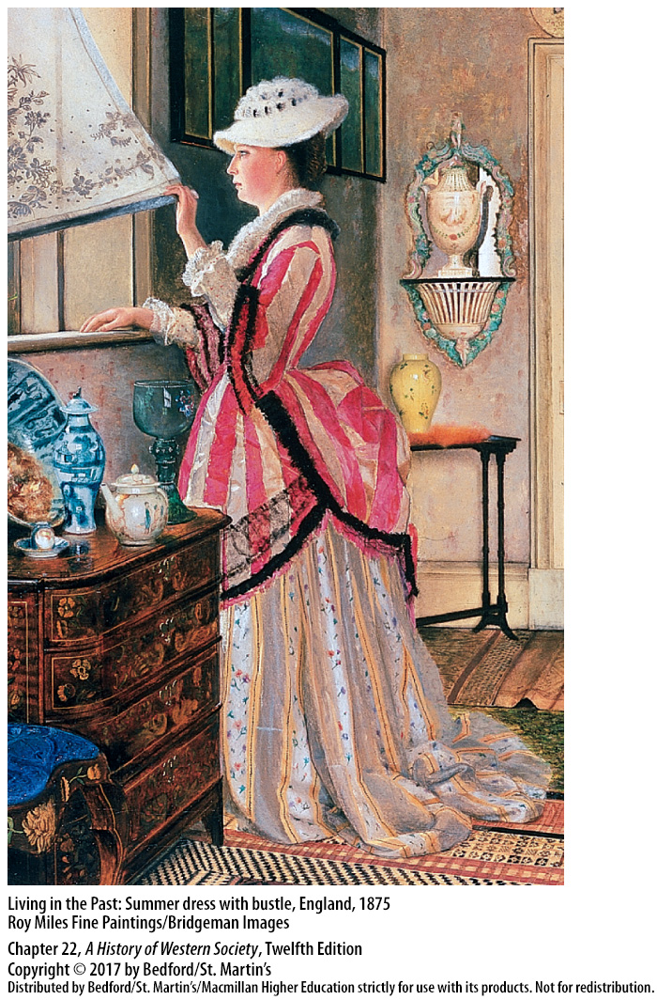 Living in the Past: Summer dress with bustle, England, 1875
Roy Miles Fine Paintings/Bridgeman Images
Chapter 22, A History of Western Society, Twelfth Edition
Copyright © 2017 by Bedford/St. Martin's
Distributed by Bedford/St. Martin's/Macmillan Higher Education strictly for use with its products. Not for redistribution.